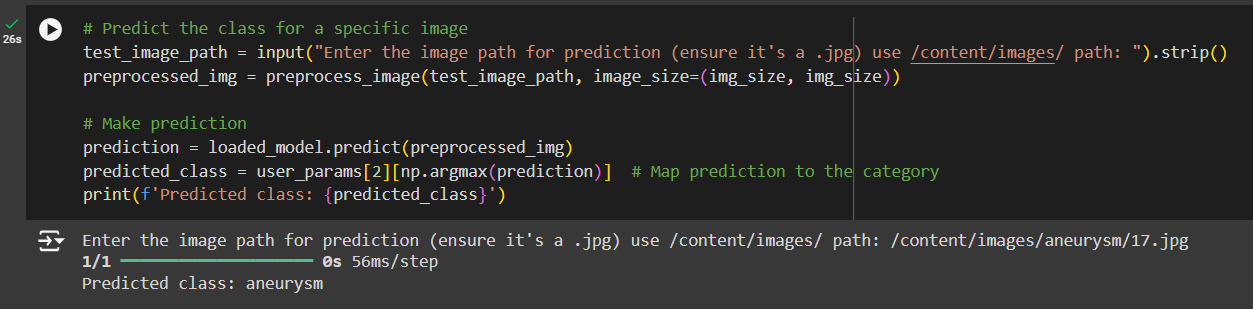 26s
# Predict the class for a specific image
test_image_path = input("Enter the image path for prediction (ensure it's a .jpg) use /content/images/ path: ").strip()
preprocessed_img = preprocess_image(test_image_path, image_size=(img_size, img_size))
# Make prediction
prediction = loaded_model.predict(preprocessed_img)
predicted_class = user_params[2][np.argmax(prediction)]  # Map prediction to the category
print(f'Predicted class: {predicted_class}')
Enter the image path for prediction (ensure it's a .jpg) use /content/images/ path: /content/images/aneurysm/17.jpg
1/1 0s 56ms/step
Predicted class: aneurysm